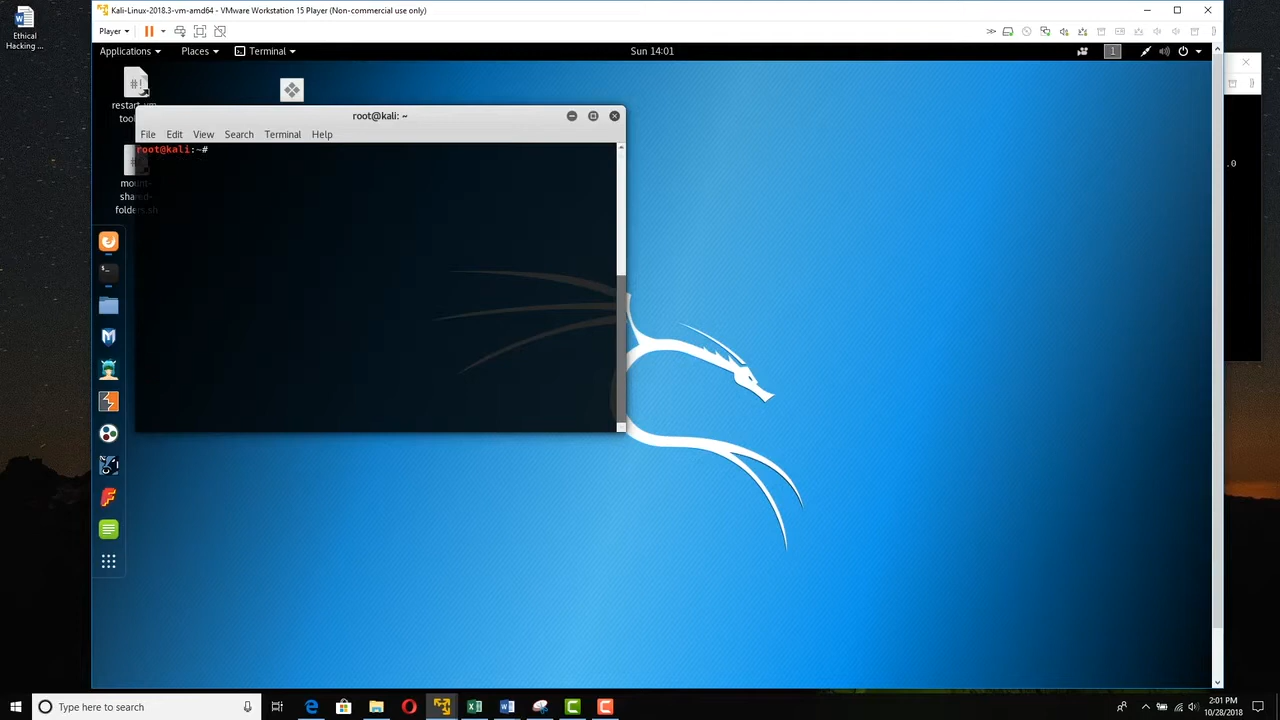 Ethical
Hacking ...
Kali-Linux-2018.3-vm-amd64 - VMware Workstation 15 Player (Non-commercial use only)
Player
Applications Places Terminal Sun 14:01 1
restart-vm-
tool
root@kali: ~
File Edit View Search Terminal Help
root@kali:~#
mount-
shared-
folders.sh
.0
Type here to search
2:01 PM
10/28/2018